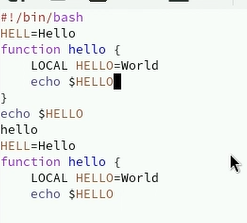 #!/bin/bash
HELL=Hello
function hello {
    LOCAL HELLO=World
    echo $HELLO
}
echo $HELLO
hello
HELL=Hello
function hello {
    LOCAL HELLO=World
    echo $HELLO